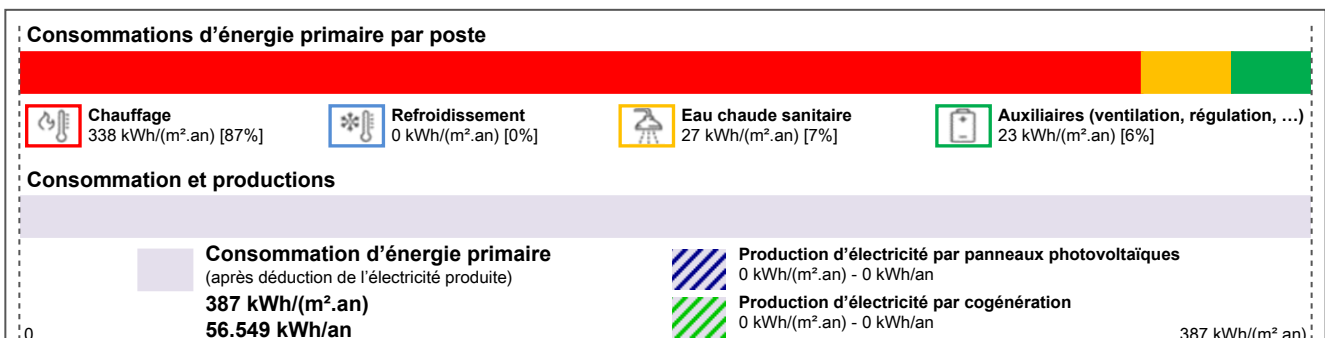 Consommations d’énergie primaire par poste
Chauffage
338 kWh/(m².an) [87%]
Refroidissement
0 kWh/(m².an) [0%]
Eau chaude sanitaire
27 kWh/(m².an) [7%]
Auxiliaires (ventilation, régulation, …)
23 kWh/(m².an) [6%]
Consommation et productions
Consommation d’énergie primaire
(après déduction de l’électricité produite)
387 kWh/(m².an)
56.549 kWh/an
Production d’électricité par panneaux photovoltaïques
0 kWh/(m².an) - 0 kWh/an
Production d’électricité par cogénération
0 kWh/(m².an) - 0 kWh/an
0
387 kWh/(m².an)